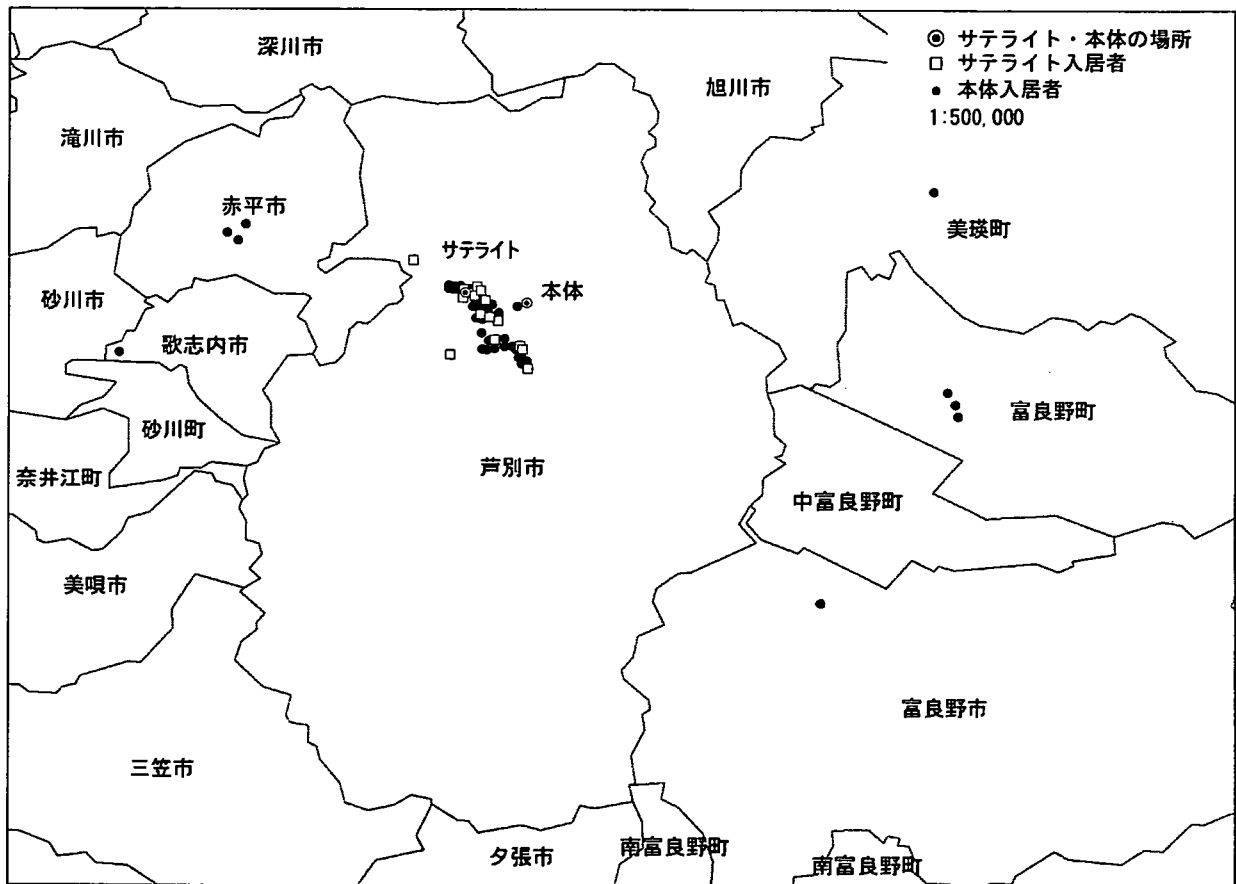 深川市
旭川市
サテライト・本体の場所
サテライト入居者
本体入居者
1:500,000
滝川市
赤平市
美瑛町
サテライト
本体
砂川市
歌志内市
富良野町
砂川町
芦別市
奈井江町
中富良野町
美唄市
富良野市
三笠市
夕張市
南富良野町
南富良野町